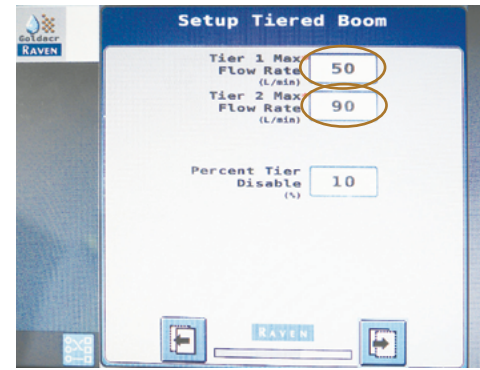 Setup Tiered Boom
Goldacr
RAVEN
Tier 1 Max
Flow Rate
(L/min)
50
Tier 2 Max
Flow Rate
(L/min)
90
Percent Tier
Disable
(%)
10
RAVEN